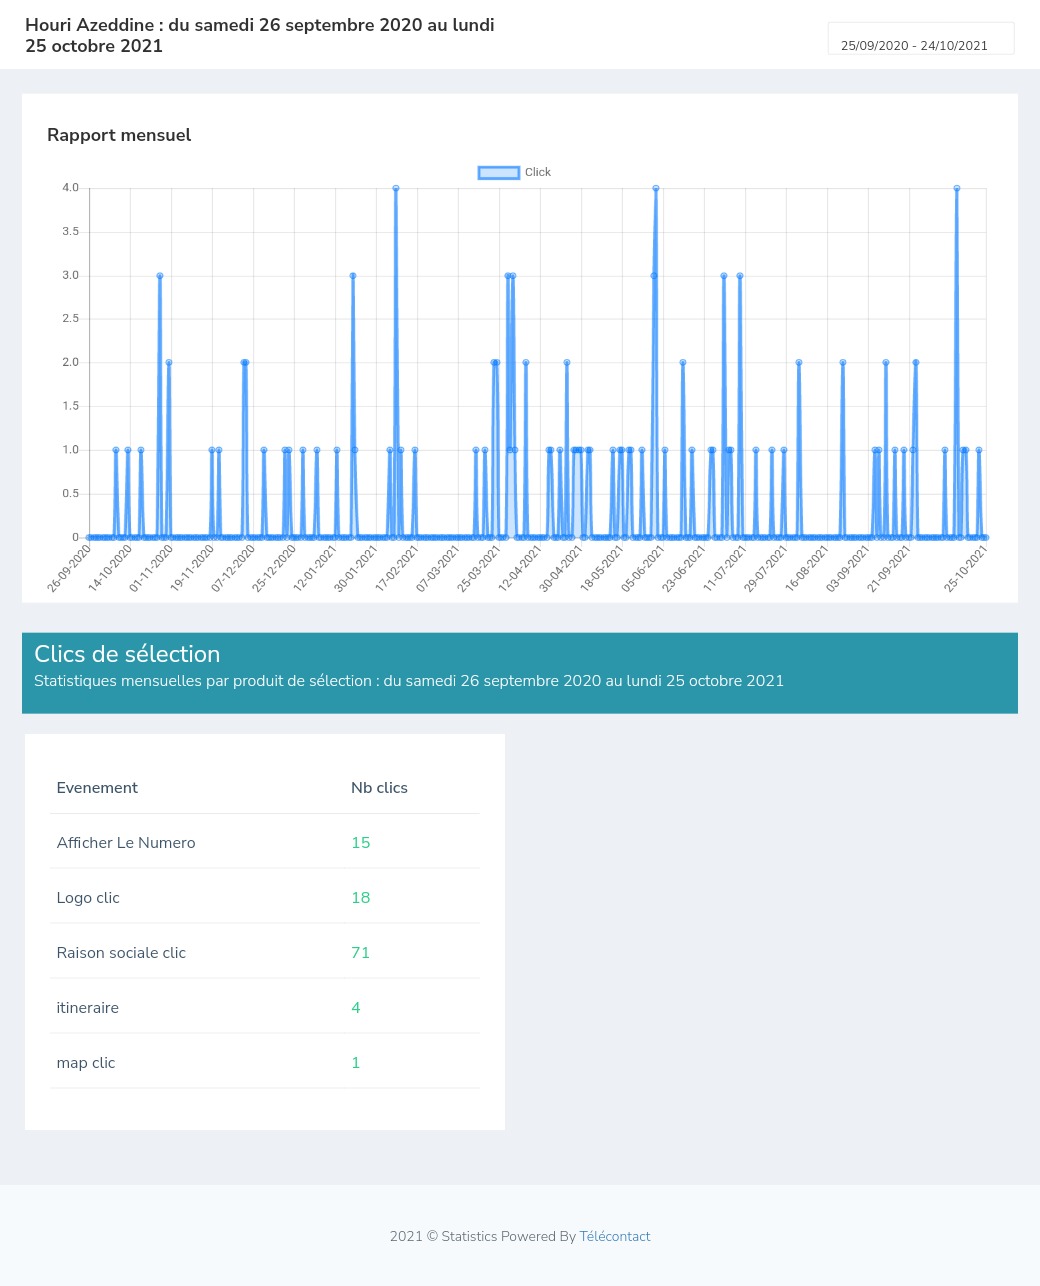 Houri Azeddine : du samedi 26 septembre 2020 au lundi
25 octobre 2021
25/09/2020 - 24/10/2021
Rapport mensuel
Click
4.0
3.5
3.0
2.5
2.0
1.5
1.0
0.5
0
26-09-2020
14-10-2020
01-11-2020
19-11-2020
07-12-2020
25-12-2020
12-01-2021
30-01-2021
17-02-2021
07-03-2021
25-03-2021
12-04-2021
30-04-2021
18-05-2021
05-06-2021
23-06-2021
11-07-2021
29-07-2021
16-08-2021
03-09-2021
21-09-2021
25-10-2021
Clics de sélection
Statistiques mensuelles par produit de sélection : du samedi 26 septembre 2020 au lundi 25 octobre 2021
Evenement Nb clics
Afficher Le Numero 15
Logo clic 18
Raison sociale clic 71
itineraire 4
map clic 1
2021 © Statistics Powered By Télécontact